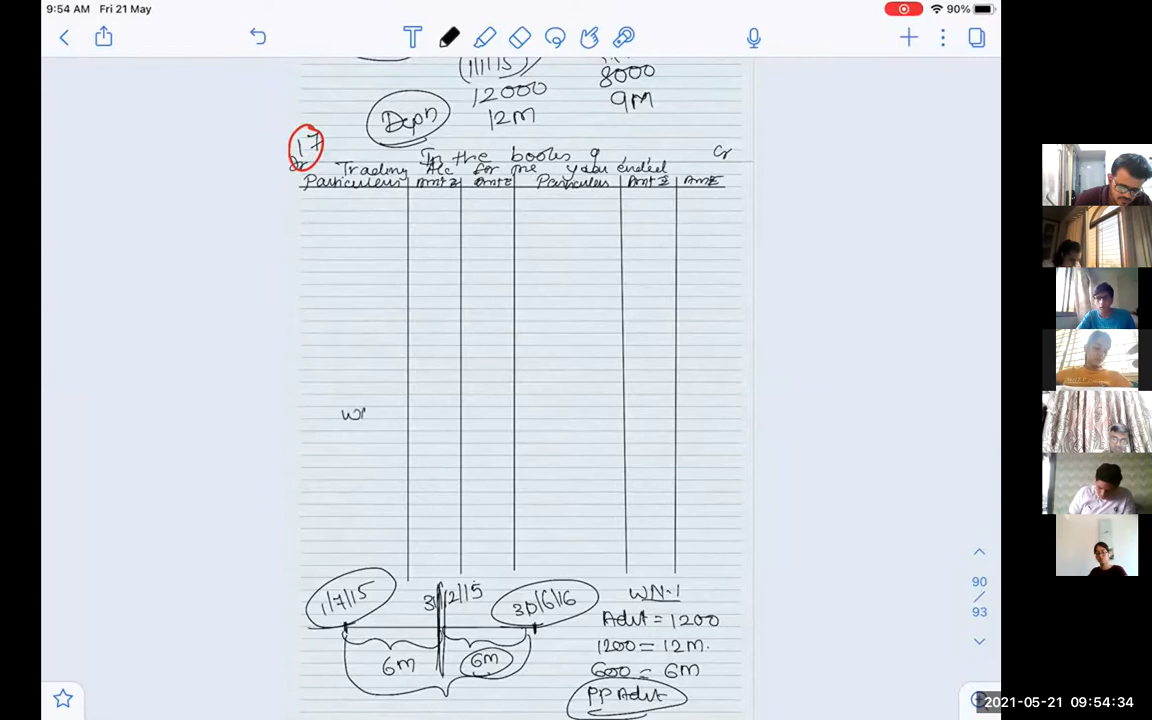 9:54 AM Fri 21 May
90%
T
(1/1/15)
12000
12M
8000
9M
Depn
17
In the books
Dr
Cr
Trading A/c for the year ended
Particulars Amt ₹ Amt ₹ Particulars Amt ₹ Amt ₹
1/7/15
31/12/15
30/6/16
6m
6m
WN.1
Advt = 1200
1200 = 12M.
600 = 6M
PP Advt
90
/
93
2021-05-21 09:54:34